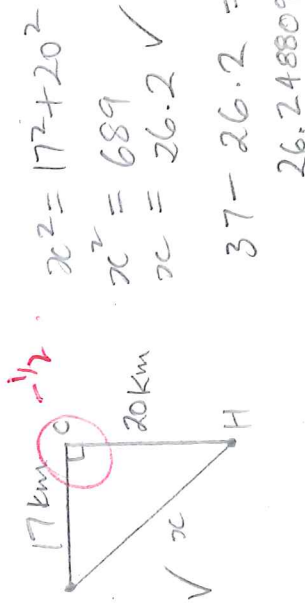 x² = 17² + 20²
x² = 689
x = 26.2 ✓
37 - 26.2 =
26.24880
-1/2
17 km
C
20 km
x
H
✓